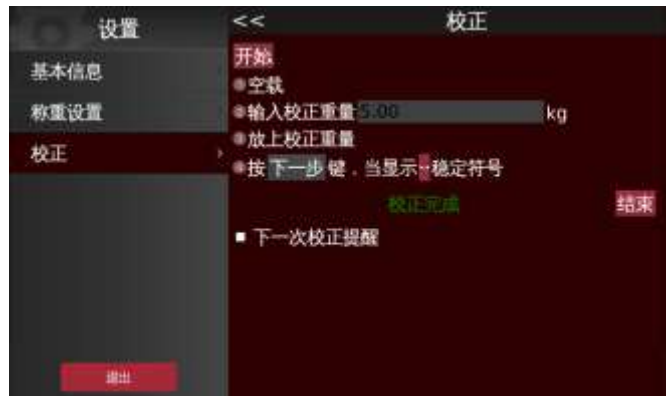 设置
基本信息
称重设置
校正
退出
<< 校正
开始
空载
输入校正重量 5.00 kg
放上校正重量
按 下一步 键，当显示 稳定符号
校正完成
结束
下一次校正提醒